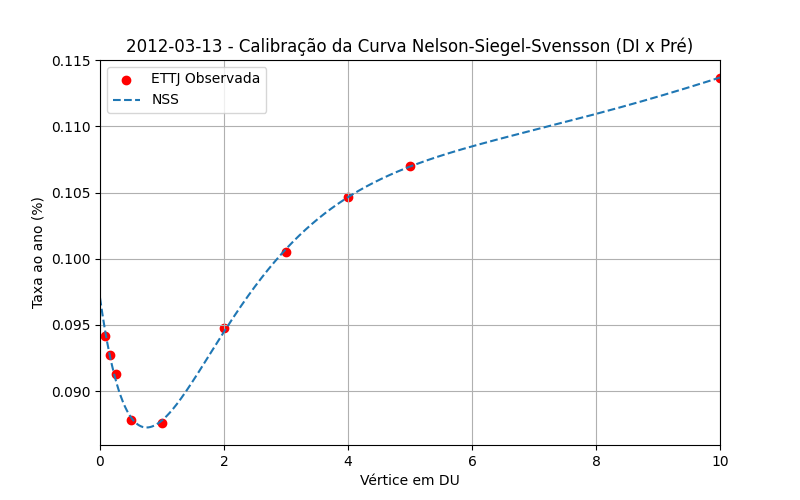 2012-03-13 - Calibração da Curva Nelson-Siegel-Svensson (DI x Pré)
ETTJ Observada
NSS
Taxa ao ano (%)
0.115
0.110
0.105
0.100
0.095
0.090
0 2 4 6 8 10
Vértice em DU